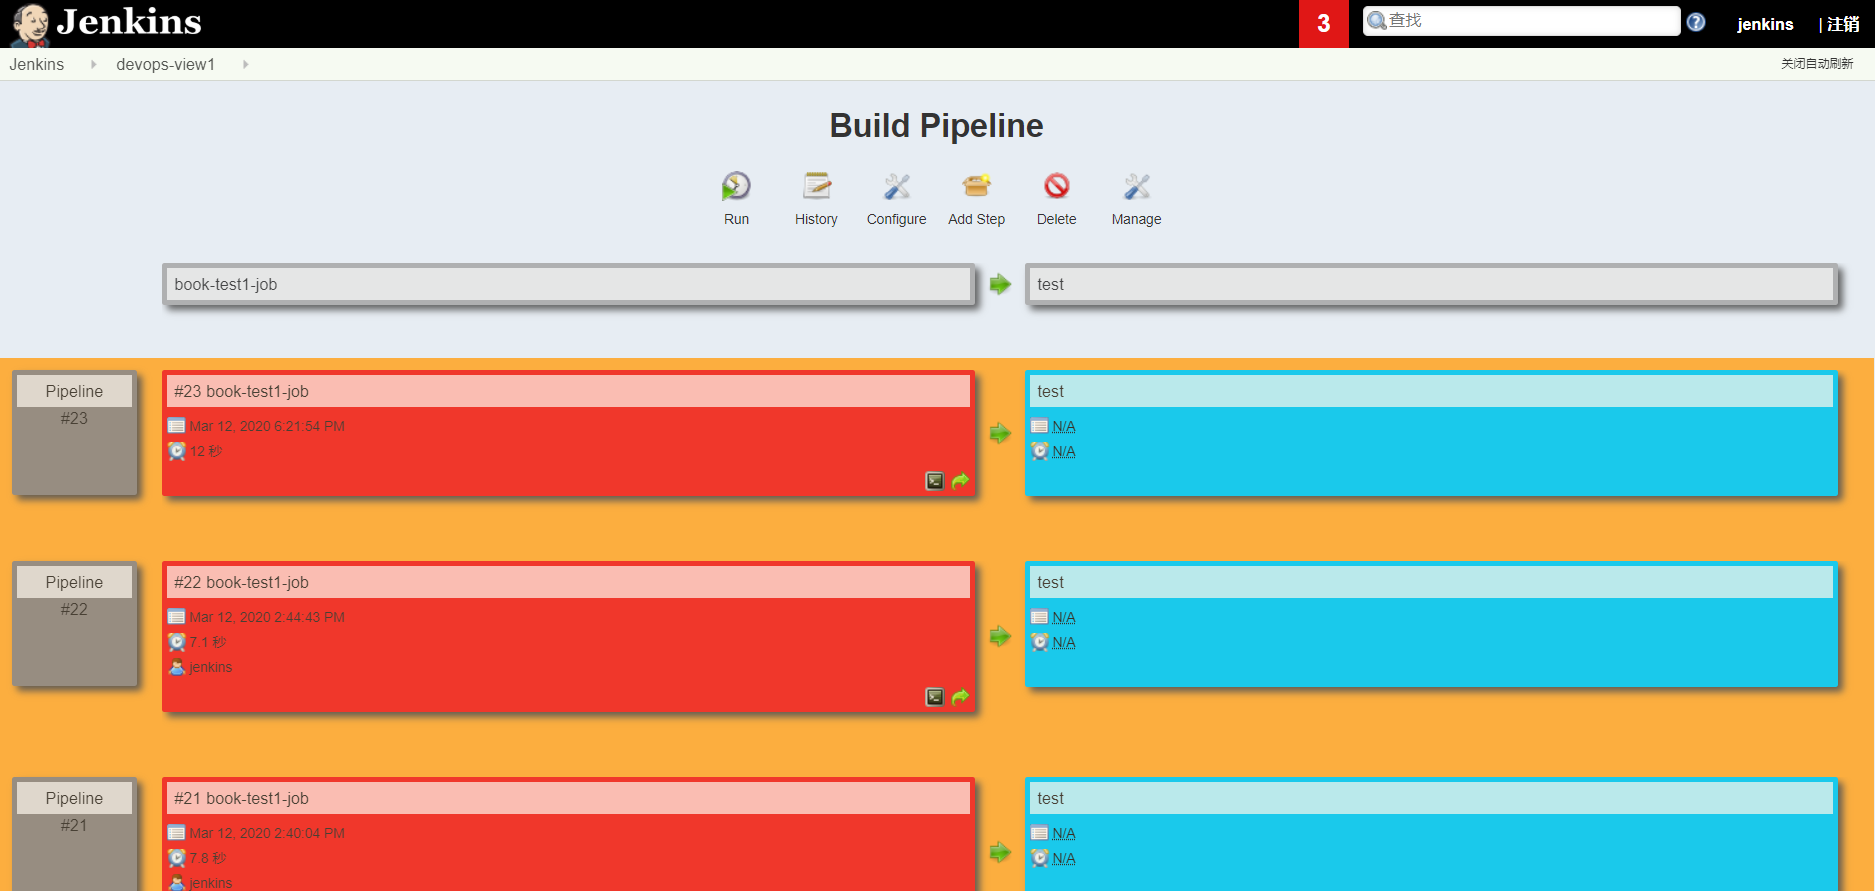 Jenkins
3
查找
jenkins
| 注销
Jenkins
devops-view1
关闭自动刷新
Build Pipeline
Run
History
Configure
Add Step
Delete
Manage
book-test1-job
test
Pipeline
#23
#23 book-test1-job
Mar 12, 2020 6:21:54 PM
12 秒
test
N/A
N/A
Pipeline
#22
#22 book-test1-job
Mar 12, 2020 2:44:43 PM
7.1 秒
jenkins
test
N/A
N/A
Pipeline
#21
#21 book-test1-job
Mar 12, 2020 2:40:04 PM
7.8 秒
jenkins
test
N/A
N/A